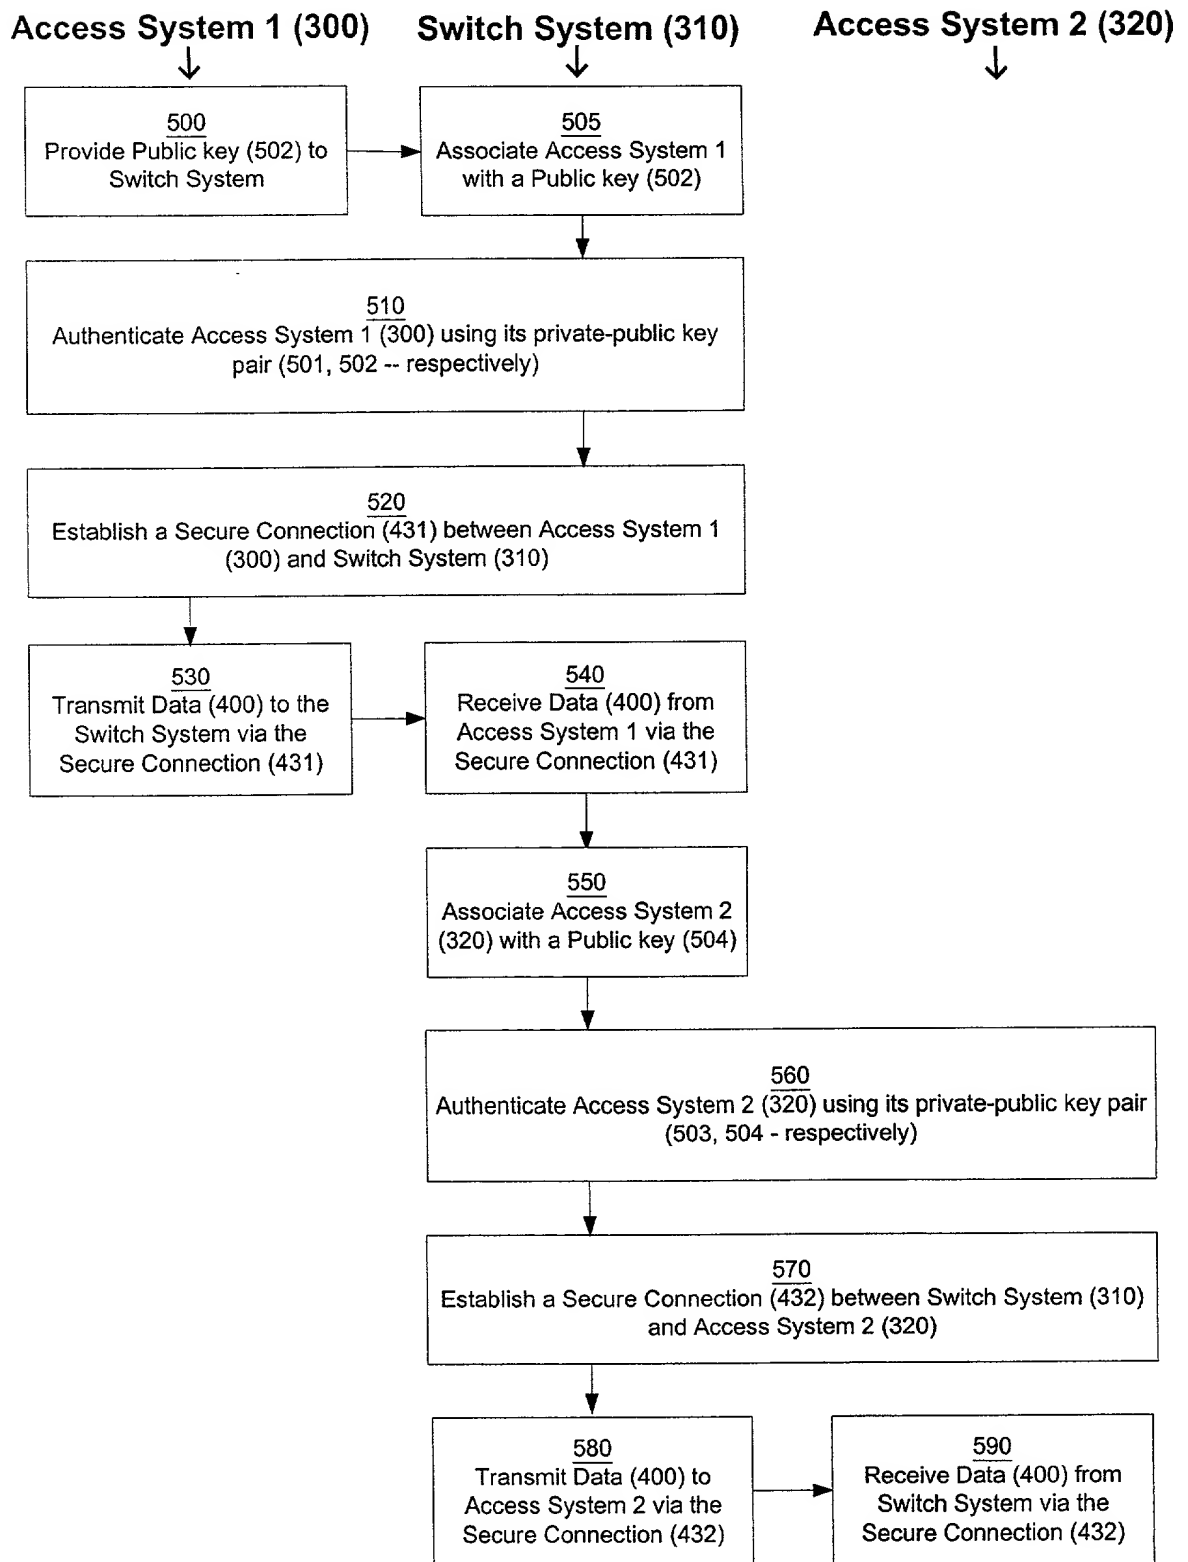 Access System 1 (300)
Switch System (310)
Access System 2 (320)
500
Provide Public key (502) to
Switch System
505
Associate Access System 1
with a Public key (502)
510
Authenticate Access System 1 (300) using its private-public key
pair (501, 502 -- respectively)
520
Establish a Secure Connection (431) between Access System 1
(300) and Switch System (310)
530
Transmit Data (400) to the
Switch System via the
Secure Connection (431)
540
Receive Data (400) from
Access System 1 via the
Secure Connection (431)
550
Associate Access System 2
(320) with a Public key (504)
560
Authenticate Access System 2 (320) using its private-public key pair
(503, 504 - respectively)
570
Establish a Secure Connection (432) between Switch System (310)
and Access System 2 (320)
580
Transmit Data (400) to
Access System 2 via the
Secure Connection (432)
590
Receive Data (400) from
Switch System via the
Secure Connection (432)